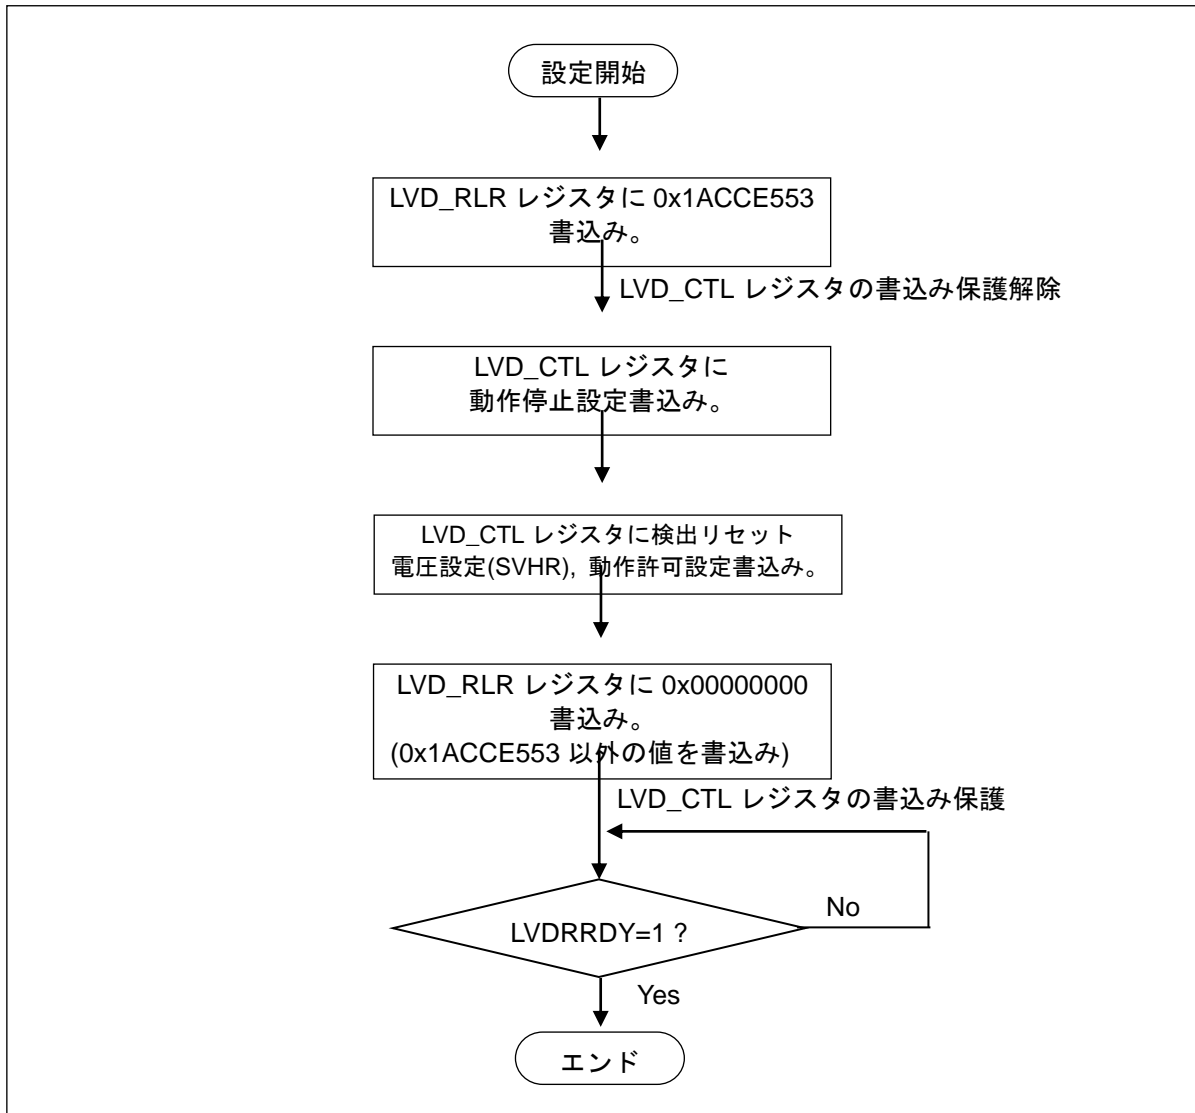 設定開始
LVD_RLR レジスタに 0x1ACCE553
書込み。
LVD_CTL レジスタの書込み保護解除
LVD_CTL レジスタに
動作停止設定書込み。
LVD_CTL レジスタに検出リセット
電圧設定(SVHR), 動作許可設定書込み。
LVD_RLR レジスタに 0x00000000
書込み。
(0x1ACCE553 以外の値を書込み)
LVD_CTL レジスタの書込み保護
No
LVDRRDY=1 ?
Yes
エンド